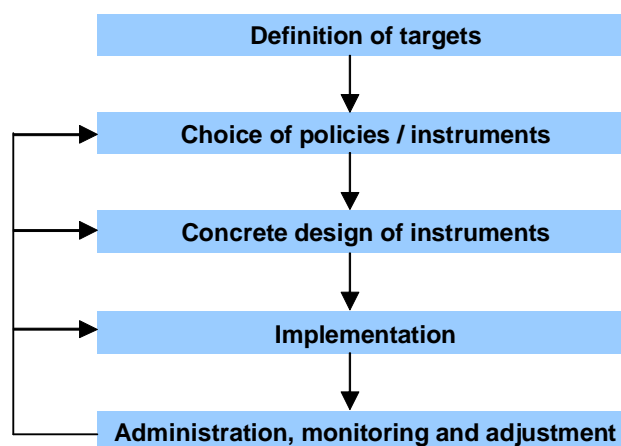 Definition of targets
Choice of policies / instruments
Concrete design of instruments
Implementation
Administration, monitoring and adjustment